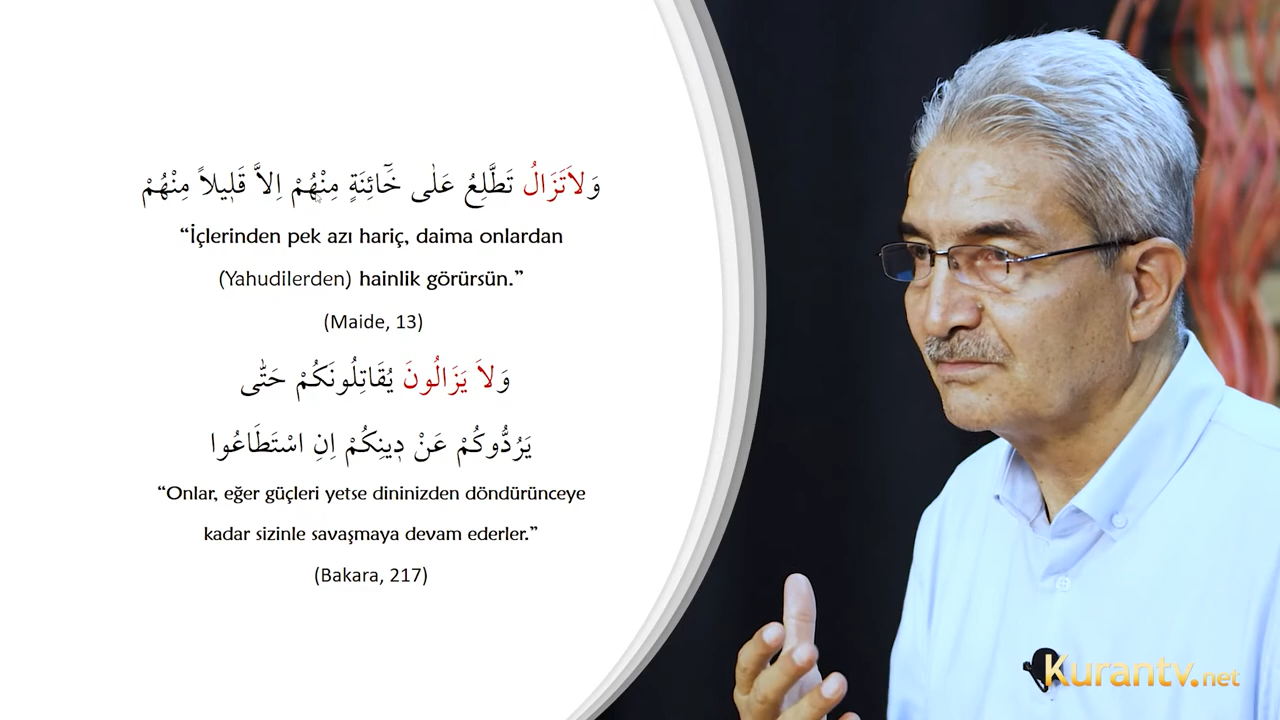 وَلاَتَزَالُ تَطَّلِعُ عَلٰى خَٓائِنَةٍ مِنْهُمْ اِلاَّ قَلٖيلاً مِنْهُمْ
“İçlerinden pek azı hariç, daima onlardan
(Yahudilerden) hainlik görürsün.”
(Maide, 13)
وَلاَ يَزَالُونَ يُقَاتِلُونَكُمْ حَتّٰى
يَرُدُّوكُمْ عَنْ دٖينِكُمْ اِنِ اسْتَطَاعُوا
“Onlar, eğer güçleri yetse dininizden döndürünceye
kadar sizinle savaşmaya devam ederler.”
(Bakara, 217)
Kurantv.net